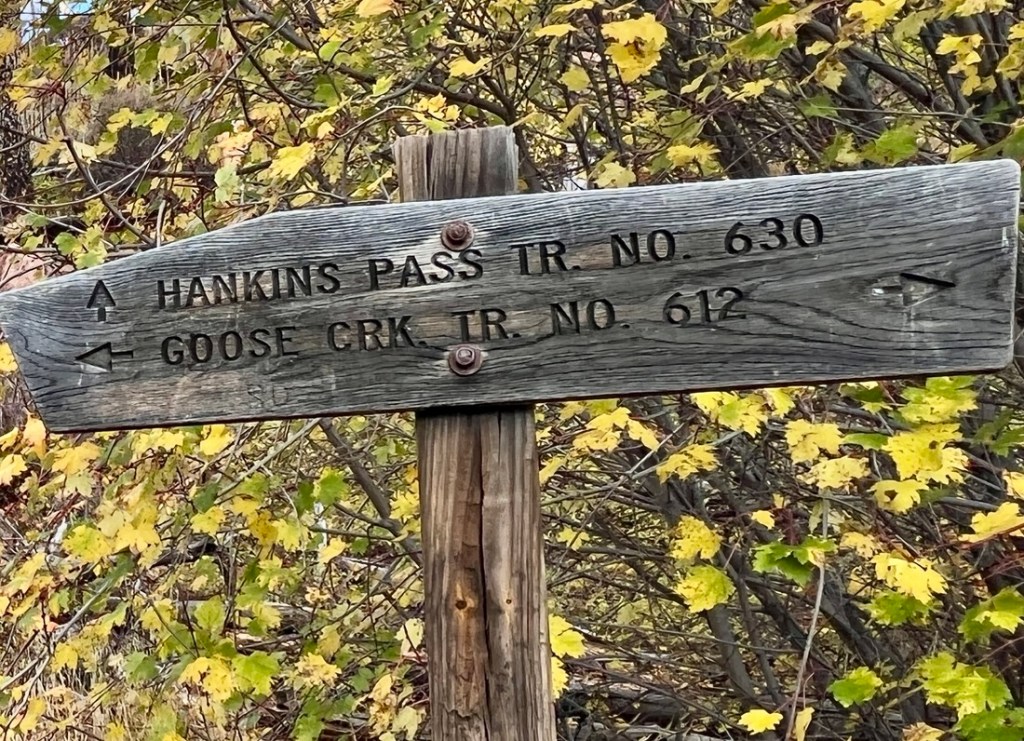 HANKINS PASS TR. NO. 630
GOOSE CRK. TR. NO. 612